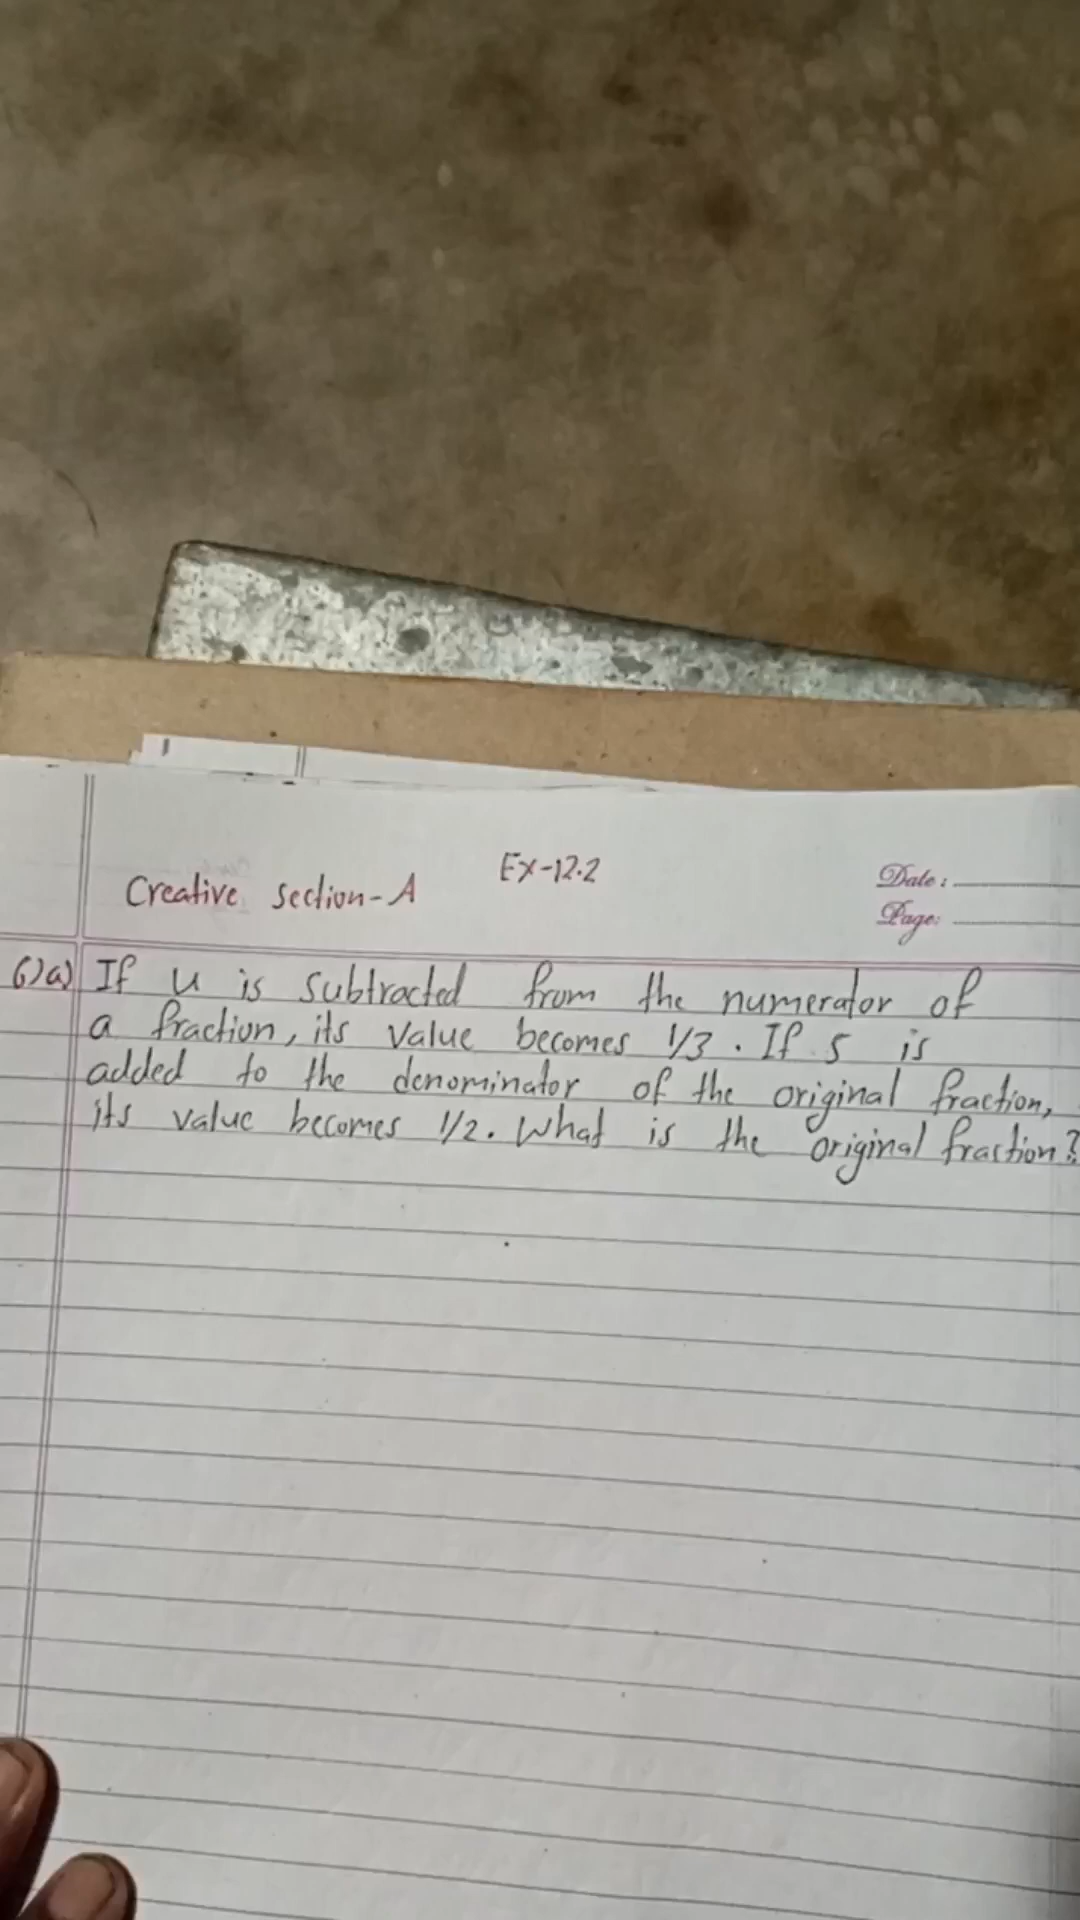 Ex-12.2
Creative section-A
Date:
Page:
6)a) If u is subtracted from the numerator of
a fraction, its value becomes 1/3. If 5 is
added to the denominator of the original fraction,
its value becomes 1/2. What is the original fraction?